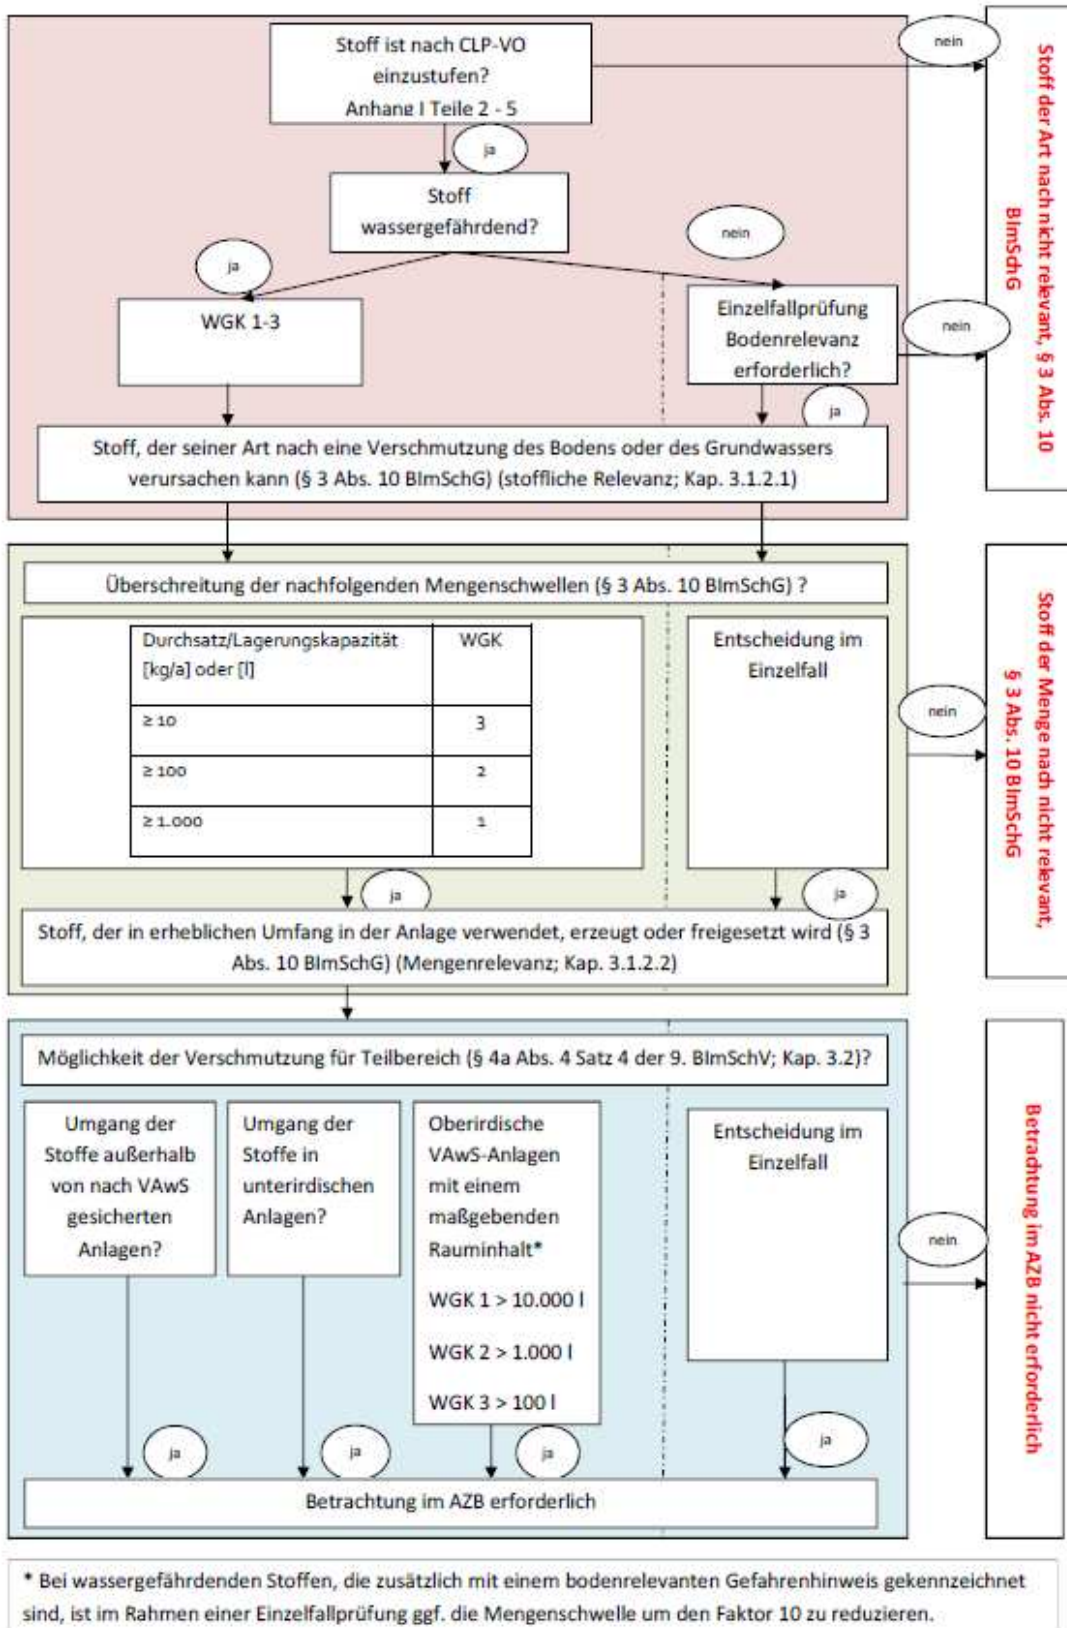 Stoff ist nach CLP-VO
einzustufen?
Anhang I Teile 2 - 5
nein
ja
Stoff
wassergefährdend?
ja
nein
WGK 1-3
Einzelfallprüfung
Bodenrelevanz
erforderlich?
nein
ja
Stoff, der seiner Art nach eine Verschmutzung des Bodens oder des Grundwassers
verursachen kann (§ 3 Abs. 10 BImSchG) (stoffliche Relevanz; Kap. 3.1.2.1)
Stoff der Art nach nicht relevant, § 3 Abs. 10
BImSchG
Überschreitung der nachfolgenden Mengenschwellen (§ 3 Abs. 10 BImSchG) ?
Durchsatz/Lagerungskapazität
[kg/a] oder [l]
WGK
≥ 10
3
≥ 100
2
≥ 1.000
1
Entscheidung im
Einzelfall
nein
ja
ja
Stoff, der in erheblichen Umfang in der Anlage verwendet, erzeugt oder freigesetzt wird (§ 3
Abs. 10 BImSchG) (Mengenrelevanz; Kap. 3.1.2.2)
Stoff der Menge nach nicht relevant,
§ 3 Abs. 10 BImSchG
Möglichkeit der Verschmutzung für Teilbereich (§ 4a Abs. 4 Satz 4 der 9. BImSchV; Kap. 3.2)?
Umgang der
Stoffe außerhalb
von nach VAwS
gesicherten
Anlagen?
Umgang der
Stoffe in
unterirdischen
Anlagen?
Oberirdische
VAwS-Anlagen
mit einem
maßgebenden
Rauminhalt*
WGK 1 > 10.000 l
WGK 2 > 1.000 l
WGK 3 > 100 l
Entscheidung im
Einzelfall
nein
ja
ja
ja
ja
Betrachtung im AZB erforderlich
Betrachtung im AZB nicht erforderlich
* Bei wassergefährdenden Stoffen, die zusätzlich mit einem bodenrelevanten Gefahrenhinweis gekennzeichnet
sind, ist im Rahmen einer Einzelfallprüfung ggf. die Mengenschwelle um den Faktor 10 zu reduzieren.